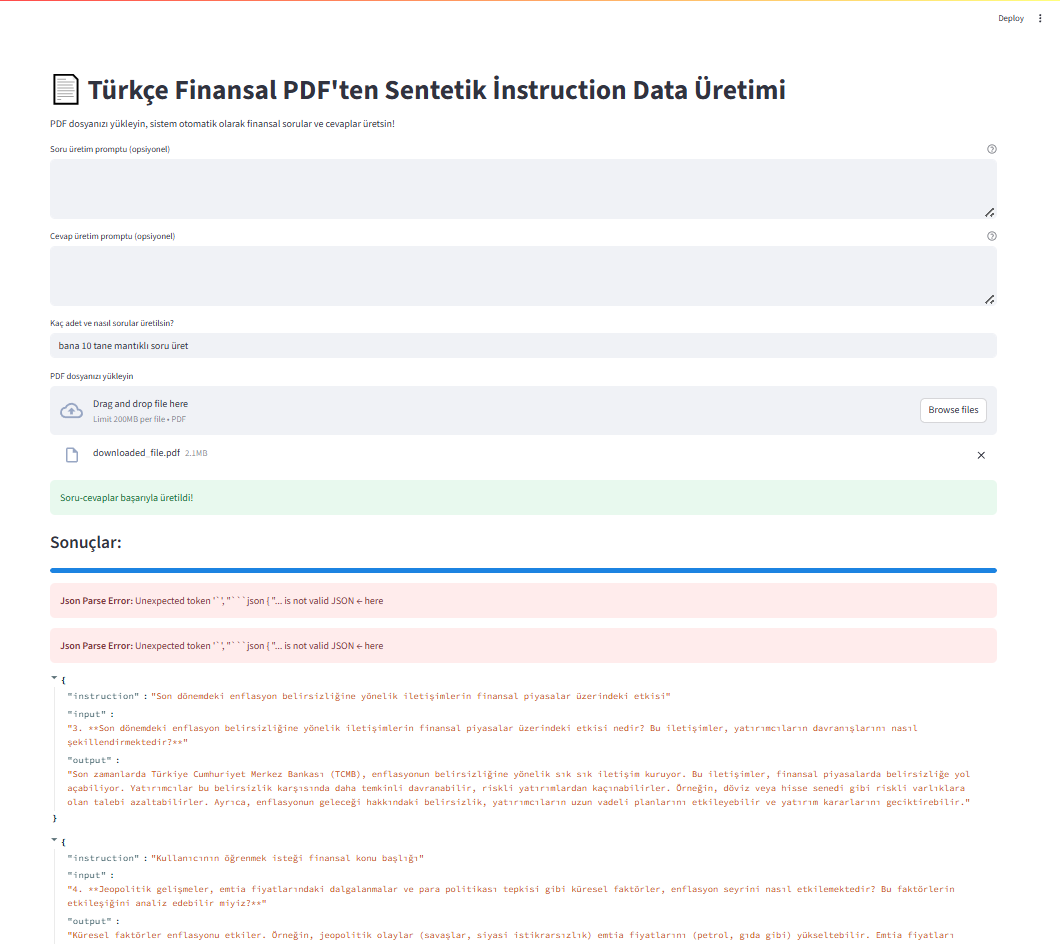 Deploy
Türkçe Finansal PDF'ten Sentetik İnstruction Data Üretimi
PDF dosyanızı yükleyin, sistem otomatik olarak finansal sorular ve cevaplar üretsin!
Soru üretim promptu (opsiyonel)
Cevap üretim promptu (opsiyonel)
Kaç adet ve nasıl sorular üretilsin?
bana 10 tane mantıklı soru üret
PDF dosyanızı yükleyin
Drag and drop file here
Limit 200MB per file • PDF
Browse files
downloaded_file.pdf 2.1MB
Soru-cevaplar başarıyla üretildi!
Sonuçlar:
Json Parse Error: Unexpected token '`', "```json { "... is not valid JSON ← here
Json Parse Error: Unexpected token '`', "```json { "... is not valid JSON ← here
{
"instruction" : "Son dönemdeki enflasyon belirsizliğine yönelik iletişimlerin finansal piyasalar üzerindeki etkisi"
"input" :
"3. **Son dönemdeki enflasyon belirsizliğine yönelik iletişimlerin finansal piyasalar üzerindeki etkisi nedir? Bu iletişimler, yatırımcıların davranışlarını nasıl
şekillendirmektedir?**"
"output" :
"Son zamanlarda Türkiye Cumhuriyet Merkez Bankası (TCMB), enflasyonun belirsizliğine yönelik sık sık iletişim kuruyor. Bu iletişimler, finansal piyasalarda belirsizliğe yol
açabiliyor. Yatırımcılar bu belirsizlik karşısında daha temkinli davranabilir, riskli yatırımlardan kaçınabilirler. Örneğin, döviz veya hisse senedi gibi riskli varlıklara
olan talebi azaltabilirler. Ayrıca, enflasyonun geleceği hakkındaki belirsizlik, yatırımcıların uzun vadeli planlarını etkileyebilir ve yatırım kararlarını geciktirebilir."
}
{
"instruction" : "Kullanıcının öğrenmek isteği finansal konu başlığı"
"input" :
"4. **Jeopolitik gelişmeler, emtia fiyatlarındaki dalgalanmalar ve para politikası tepkisi gibi küresel faktörler, enflasyon seyrini nasıl etkilemektedir? Bu faktörlerin
etkileşiğini analiz edebilir miyiz?**"
"output" :
"Küresel faktörler enflasyonu etkiler. Örneğin, jeopolitik olaylar (savaşlar, siyasi istikrarsızlık) emtia fiyatlarını (petrol, gıda gibi) yükseltebilir. Emtia fiyatları